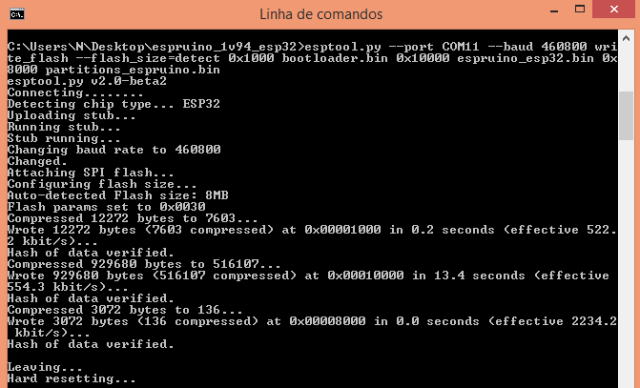 Linha de comandos
C:\Users\N\Desktop\espruino_1v94_esp32>esptool.py --port COM11 --baud 460800 wri
te_flash --flash_size=detect 0x1000 bootloader.bin 0x10000 espruino_esp32.bin 0x
8000 partitions_espruino.bin
esptool.py v2.0-beta2
Connecting........
Detecting chip type... ESP32
Uploading stub...
Running stub...
Stub running...
Changing baud rate to 460800
Changed.
Attaching SPI flash...
Configuring flash size...
Auto-detected Flash size: 8MB
Flash params set to 0x0030
Compressed 12272 bytes to 7603...
Wrote 12272 bytes (7603 compressed) at 0x00001000 in 0.2 seconds (effective 522.
2 kbit/s)...
Hash of data verified.
Compressed 929680 bytes to 516107...
Wrote 929680 bytes (516107 compressed) at 0x00010000 in 13.4 seconds (effective
554.3 kbit/s)...
Hash of data verified.
Compressed 3072 bytes to 136...
Wrote 3072 bytes (136 compressed) at 0x00008000 in 0.0 seconds (effective 2234.2
 kbit/s)...
Hash of data verified.

Leaving...
Hard resetting...